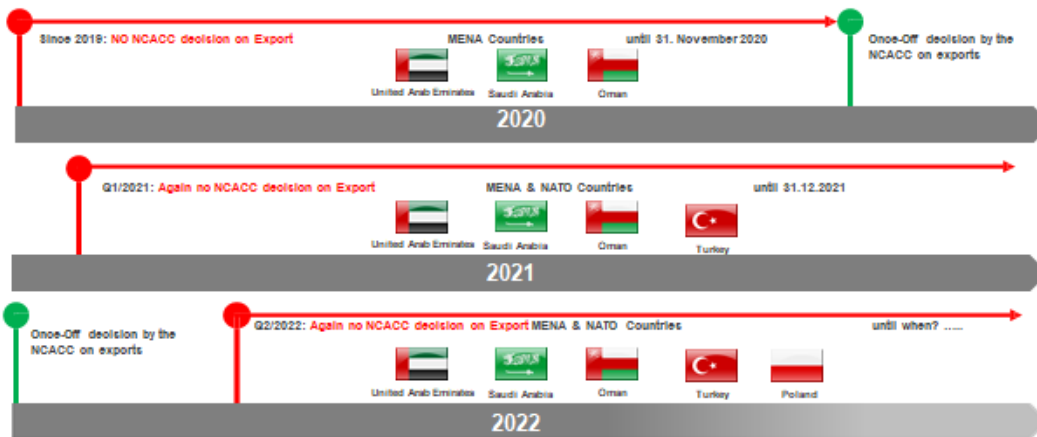 Since 2019: NO NCACC decision on Export MENA Countries until 31. November 2020
Once-Off decision by the
NCACC on exports
United Arab Emirates Saudi Arabia Oman
2020
Q1/2021: Again no NCACC decision on Export MENA & NATO Countries until 31.12.2021
United Arab Emirates Saudi Arabia Oman Turkey
2021
Once-Off decision by the
NCACC on exports
Q2/2022: Again no NCACC decision on Export MENA & NATO Countries until when? .....
United Arab Emirates Saudi Arabia Oman Turkey Poland
2022